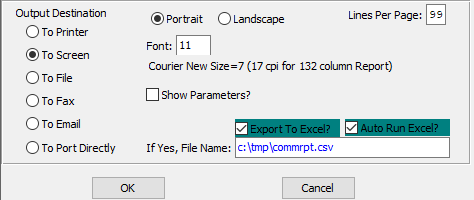 Output Destination
To Printer
To Screen
To File
To Fax
To Email
To Port Directly
Portrait Landscape Lines Per Page: 99
Font: 11
Courier New Size=7 (17 cpi for 132 column Report)
Show Parameters?
Export To Excel? Auto Run Excel?
If Yes, File Name: c:\tmp\commrpt.csv
OK Cancel